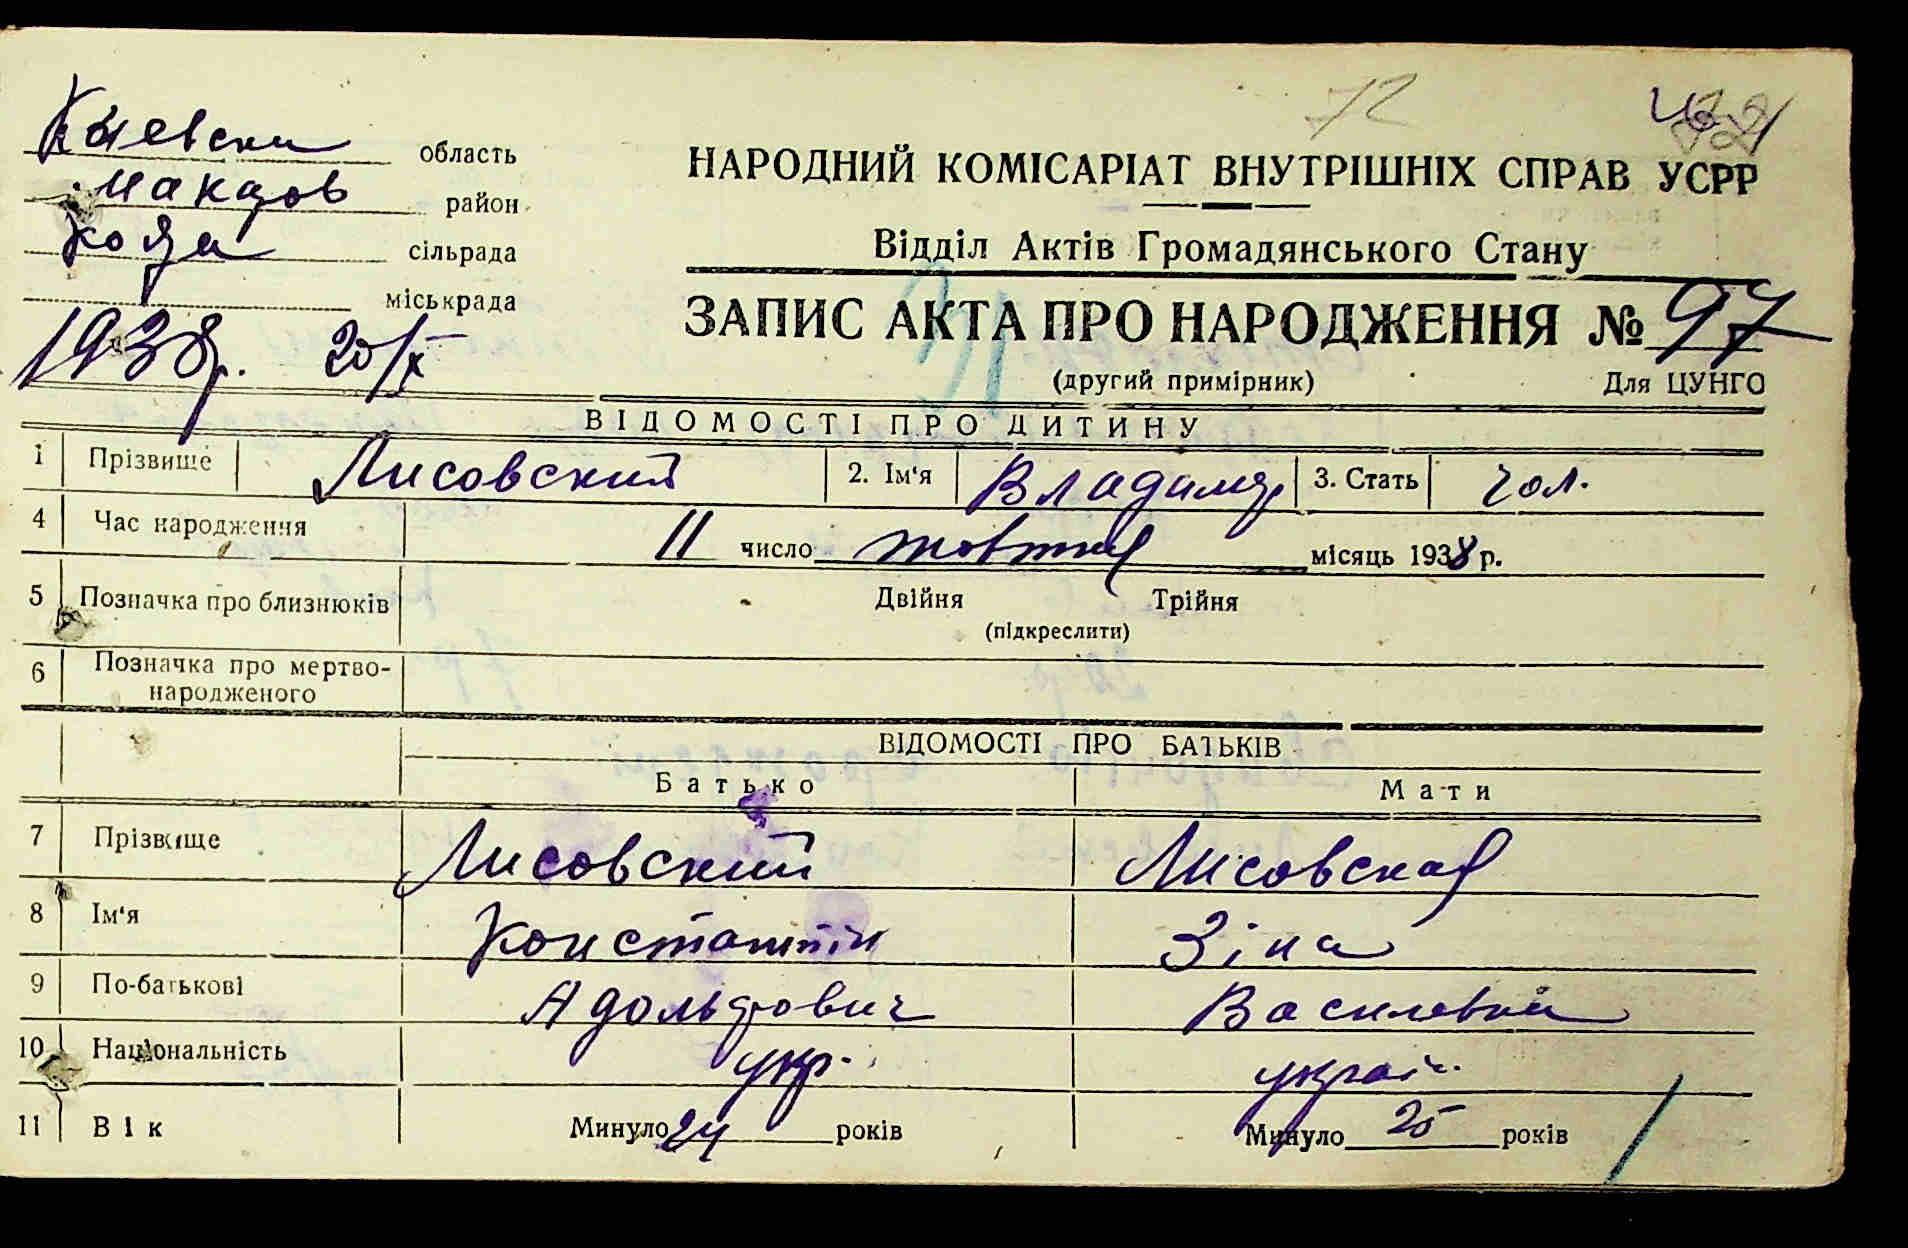 72
Киевски область
Макаров район
сільрада
міськрада
НАРОДНИЙ КОМІСАРІАТ ВНУТРІШНІХ СПРАВ УСРР
Відділ Актів Громадянського Стану
ЗАПИС АКТА ПРО НАРОДЖЕННЯ № 97
1938 р. 20/X
(другий примірник) Для ЦУНГО
ВІДОМОСТІ ПРО ДИТИНУ
1 Прізвище Лисовский 2. Ім'я Владимир 3. Стать чол.
4 Час народження 11 число жовтня місяць 1938 р.
5 Позначка про близнюків Двійня Трійня
(підкреслити)
6 Позначка про мертво-
народженого
ВІДОМОСТІ ПРО БАТЬКІВ
Батько Мати
7 Прізвище Лисовский Лисовская
8 Ім'я Константін Зіна
9 По-батькові Адольфович Василевна
10 Національність укр. украї.
11 Вік Минуло 24 років Минуло 25 років